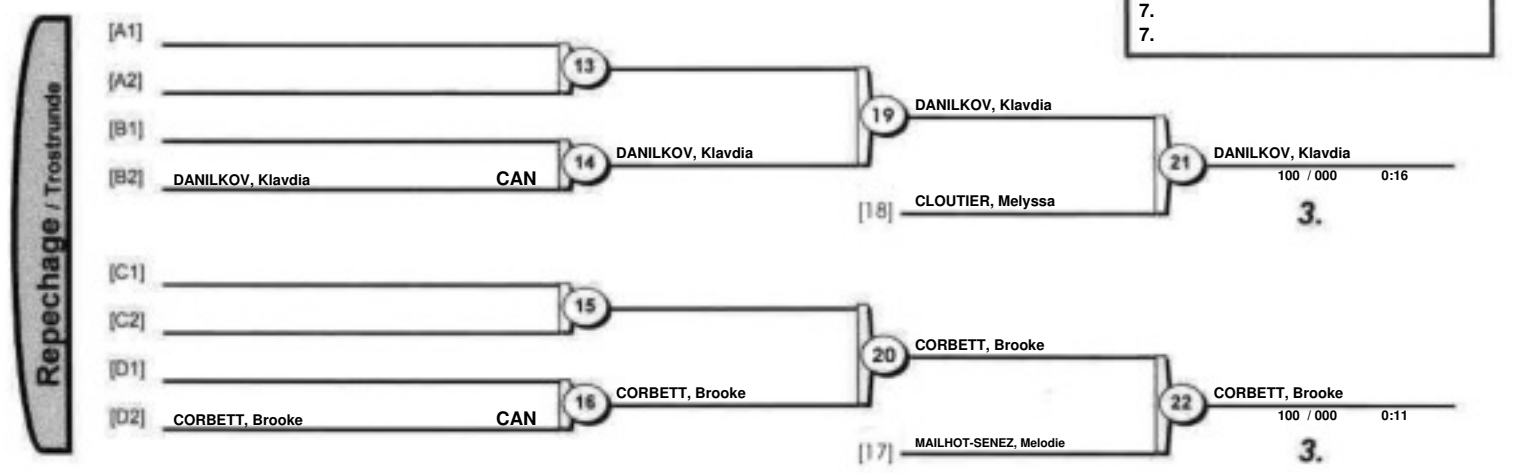 7.
7.
Repechage / Trostrunde
[A1]
13
[A2]
19
DANILKOV, Klavdia
[B1]
14
DANILKOV, Klavdia
21
DANILKOV, Klavdia
[B2] DANILKOV, Klavdia CAN
100 / 000 0:16
[18] CLOUTIER, Melyssa
3.
[C1]
15
[C2]
20
CORBETT, Brooke
[D1]
16
CORBETT, Brooke
22
CORBETT, Brooke
[D2] CORBETT, Brooke CAN
100 / 000 0:11
[17] MAILHOT-SENEZ, Melodie
3.